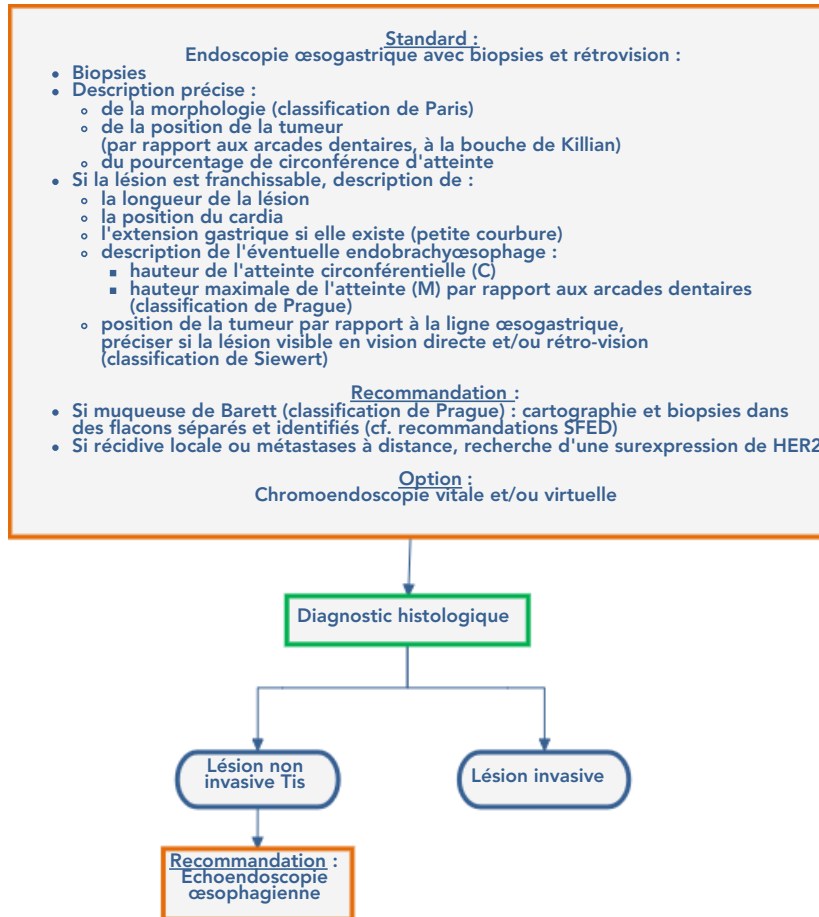 Standard :
Endoscopie œsogastrique avec biopsies et rétrovision :
• Biopsies
• Description précise :
◦ de la morphologie (classification de Paris)
◦ de la position de la tumeur
(par rapport aux arcades dentaires, à la bouche de Killian)
◦ du pourcentage de circonférence d'atteinte
• Si la lésion est franchissable, description de :
◦ la longueur de la lésion
◦ la position du cardia
◦ l'extension gastrique si elle existe (petite courbure)
◦ description de l'éventuelle endobrachyœsophage :
▪ hauteur de l'atteinte circonférentielle (C)
▪ hauteur maximale de l'atteinte (M) par rapport aux arcades dentaires
(classification de Prague)
◦ position de la tumeur par rapport à la ligne œsogastrique,
préciser si la lésion visible en vision directe et/ou rétro-vision
(classification de Siewert)
Recommandation :
• Si muqueuse de Barett (classification de Prague) : cartographie et biopsies dans
des flacons séparés et identifiés (cf. recommandations SFED)
• Si récidive locale ou métastases à distance, recherche d'une surexpression de HER2
Option :
Chromoendoscopie vitale et/ou virtuelle
Diagnostic histologique
Lésion non
invasive Tis
Lésion invasive
Recommandation :
Echoendoscopie
œsophagienne